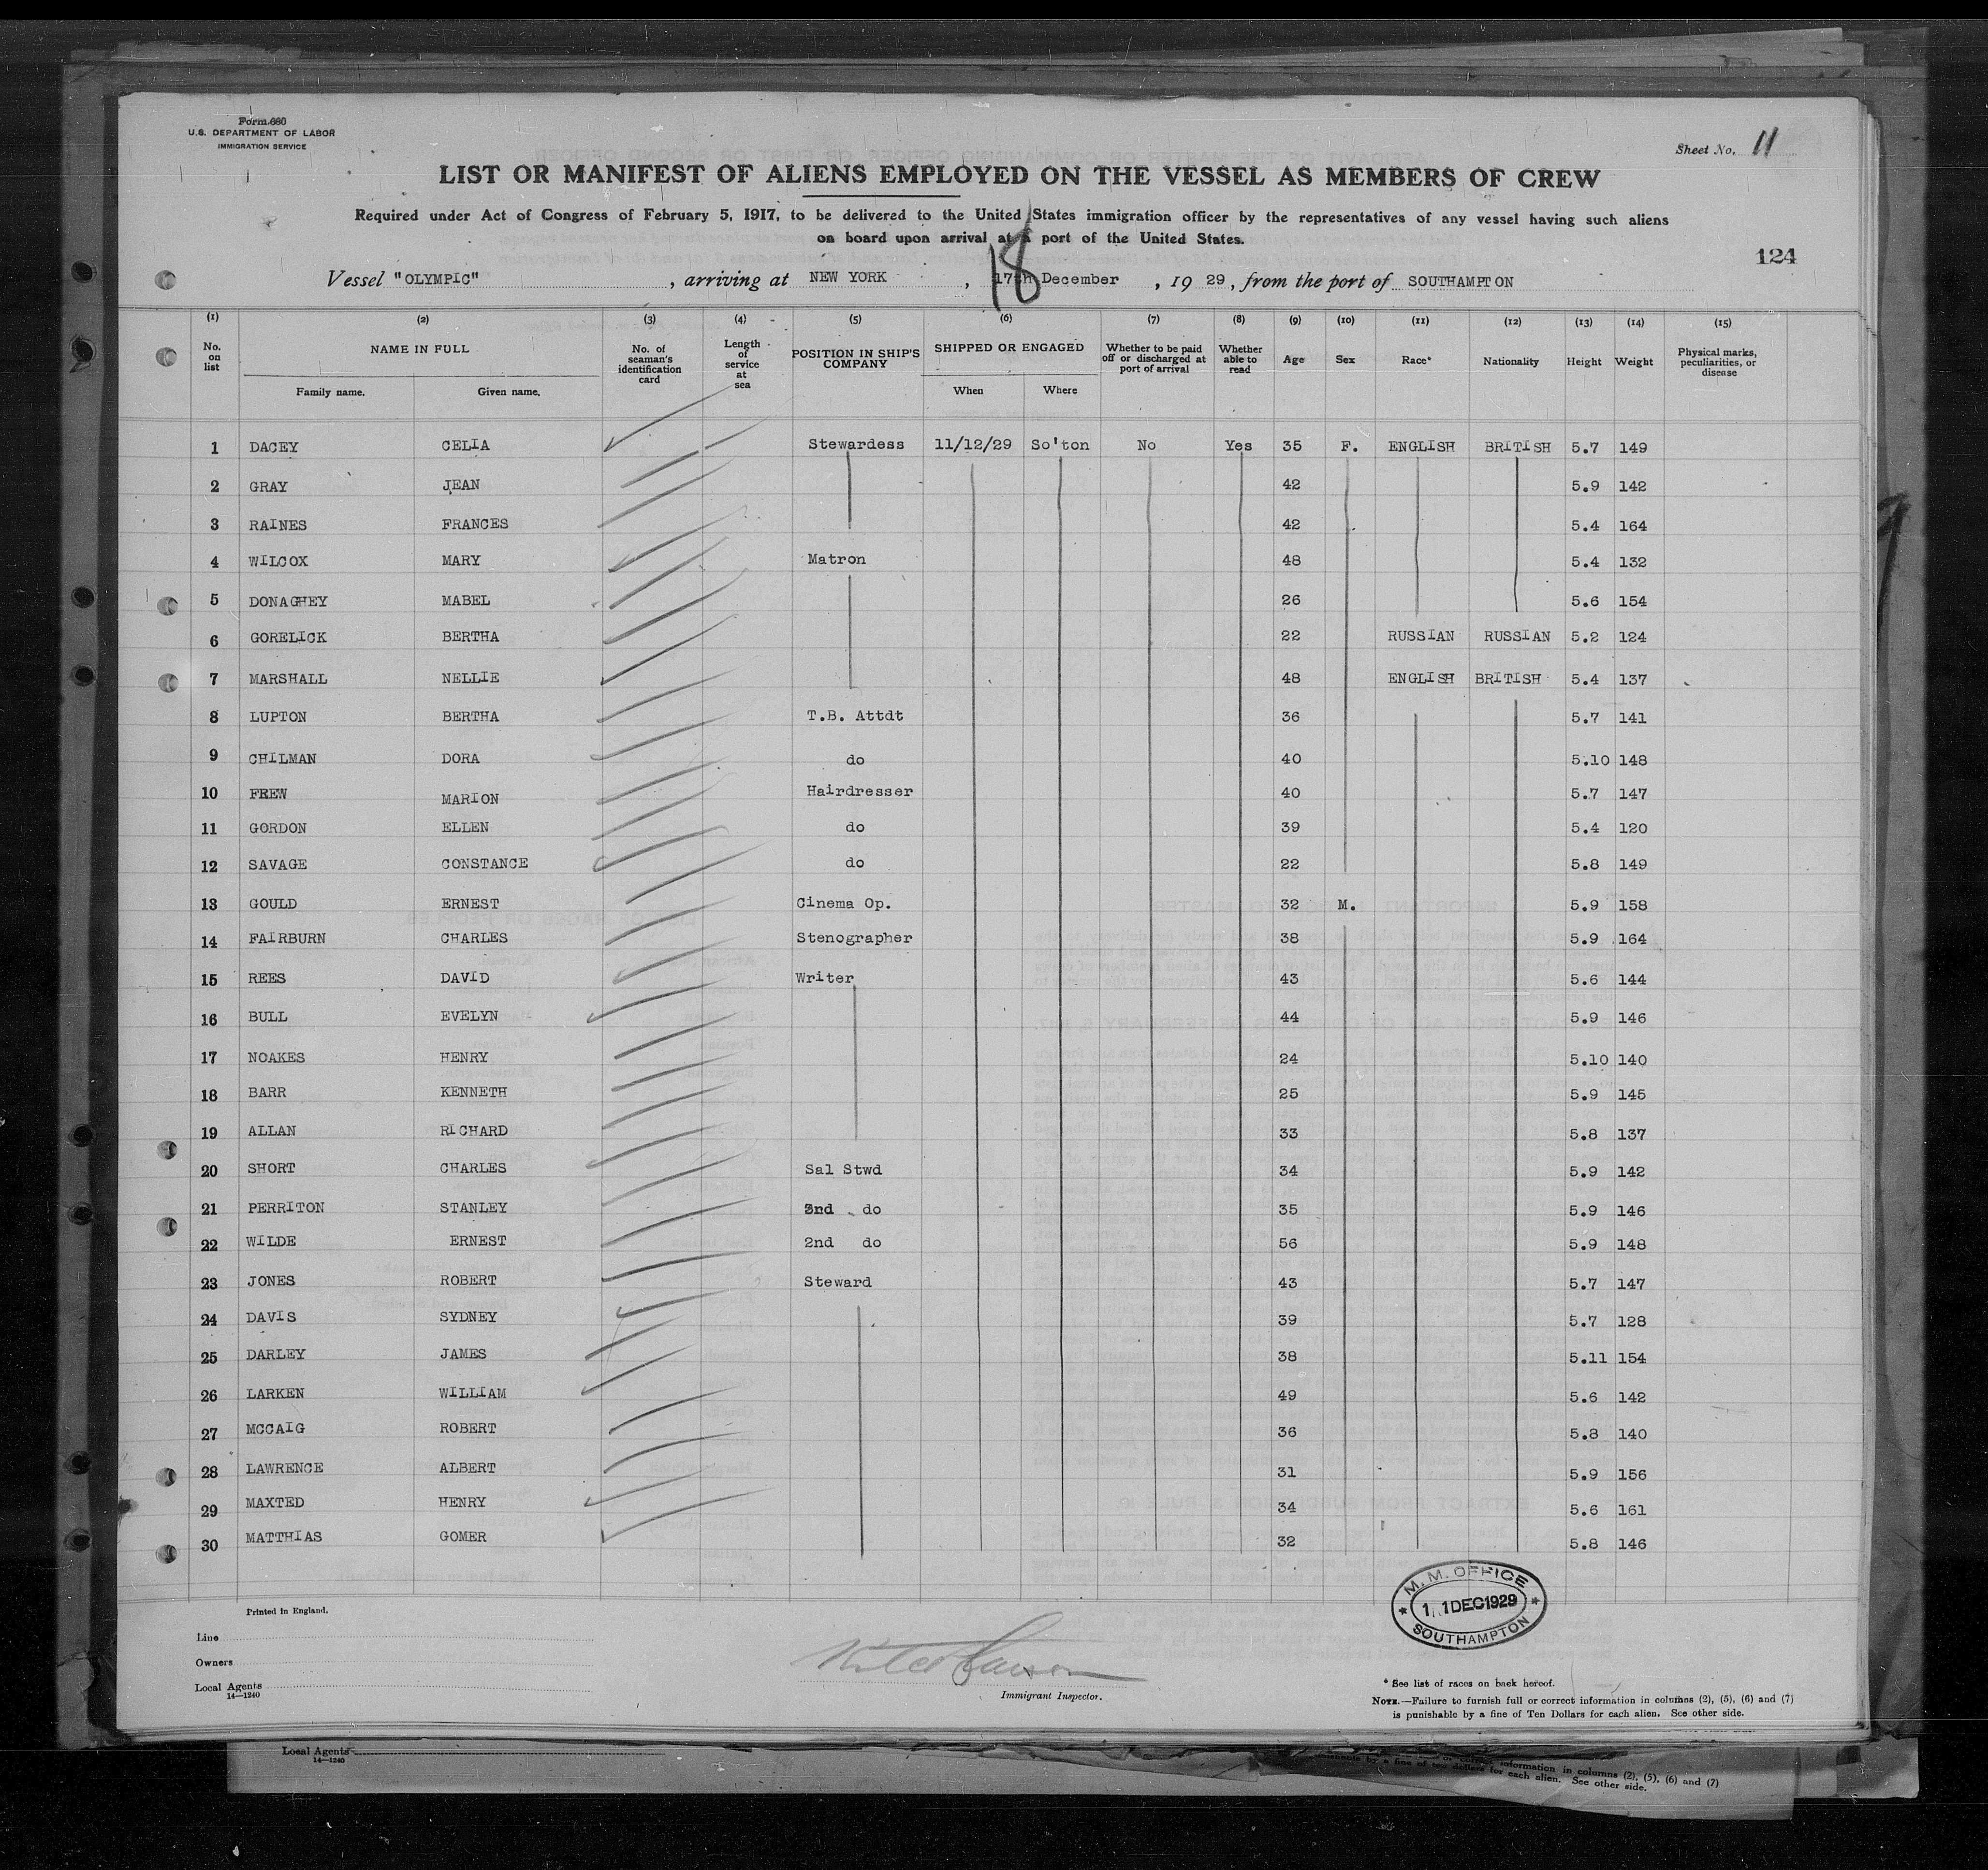 Form 660
U.S. DEPARTMENT OF LABOR
IMMIGRATION SERVICE
Sheet No. 11
LIST OR MANIFEST OF ALIENS EMPLOYED ON THE VESSEL AS MEMBERS OF CREW
Required under Act of Congress of February 5, 1917, to be delivered to the United States immigration officer by the representatives of any vessel having such aliens
on board upon arrival at a port of the United States.
124
18
Vessel "OLYMPIC", arriving at NEW YORK, 17th December, 19 29, from the port of SOUTHAMPTON
(1) (2) (3) (4) (5) (6) (7) (8) (9) (10) (11) (12) (13) (14) (15)
No. on list NAME IN FULL Family name. Given name. No. of seaman's identification card Length of service at sea POSITION IN SHIP'S COMPANY SHIPPED OR ENGAGED When Where Whether to be paid off or discharged at port of arrival Whether able to read Age Sex Race* Nationality Height Weight Physical marks, peculiarities, or disease
1 DACEY CELIA Stewardess 11/12/29 So'ton No Yes 35 F. ENGLISH BRITISH 5.7 149
2 GRAY JEAN 42 5.9 142
3 RAINES FRANCES 42 5.4 164
4 WILCOX MARY Matron 48 5.4 132
5 DONAGHEY MABEL 26 5.6 154
6 GORELICK BERTHA 22 RUSSIAN RUSSIAN 5.2 124
7 MARSHALL NELLIE 48 ENGLISH BRITISH 5.4 137
8 LUPTON BERTHA T.B. Attdt 36 5.7 141
9 CHILMAN DORA do 40 5.10 148
10 FREW MARION Hairdresser 40 5.7 147
11 GORDON ELLEN do 39 5.4 120
12 SAVAGE CONSTANCE do 22 5.8 149
13 GOULD ERNEST Cinema Op. 32 M. 5.9 158
14 FAIRBURN CHARLES Stenographer 38 5.9 164
15 REES DAVID Writer 43 5.6 144
16 BULL EVELYN 44 5.9 146
17 NOAKES HENRY 24 5.10 140
18 BARR KENNETH 25 5.9 145
19 ALLAN RICHARD 33 5.8 137
20 SHORT CHARLES Sal Stwd 34 5.9 142
21 PERRITON STANLEY 2nd do 35 5.9 146
22 WILDE ERNEST 2nd do 56 5.9 148
23 JONES ROBERT Steward 43 5.7 147
24 DAVIS SYDNEY 39 5.7 128
25 DARLEY JAMES 38 5.11 154
26 LARKEN WILLIAM 49 5.6 142
27 MCCAIG ROBERT 36 5.8 140
28 LAWRENCE ALBERT 31 5.9 156
29 MAXTED HENRY 34 5.6 161
30 MATTHIAS GOMER 32 5.8 146
M. M. OFFICE
11 DEC 1929
SOUTHAMPTON
Printed in England.
Line
Owners
Local Agents
14—1240
Immigrant Inspector.
* See list of races on back hereof.
NOTE.—Failure to furnish full or correct information in columns (2), (5), (6) and (7)
is punishable by a fine of Ten Dollars for each alien. See other side.
Local Agents
14—1240
information in columns (2), (5), (6) and (7)
by a fine of ten dollars for each alien. See other side.